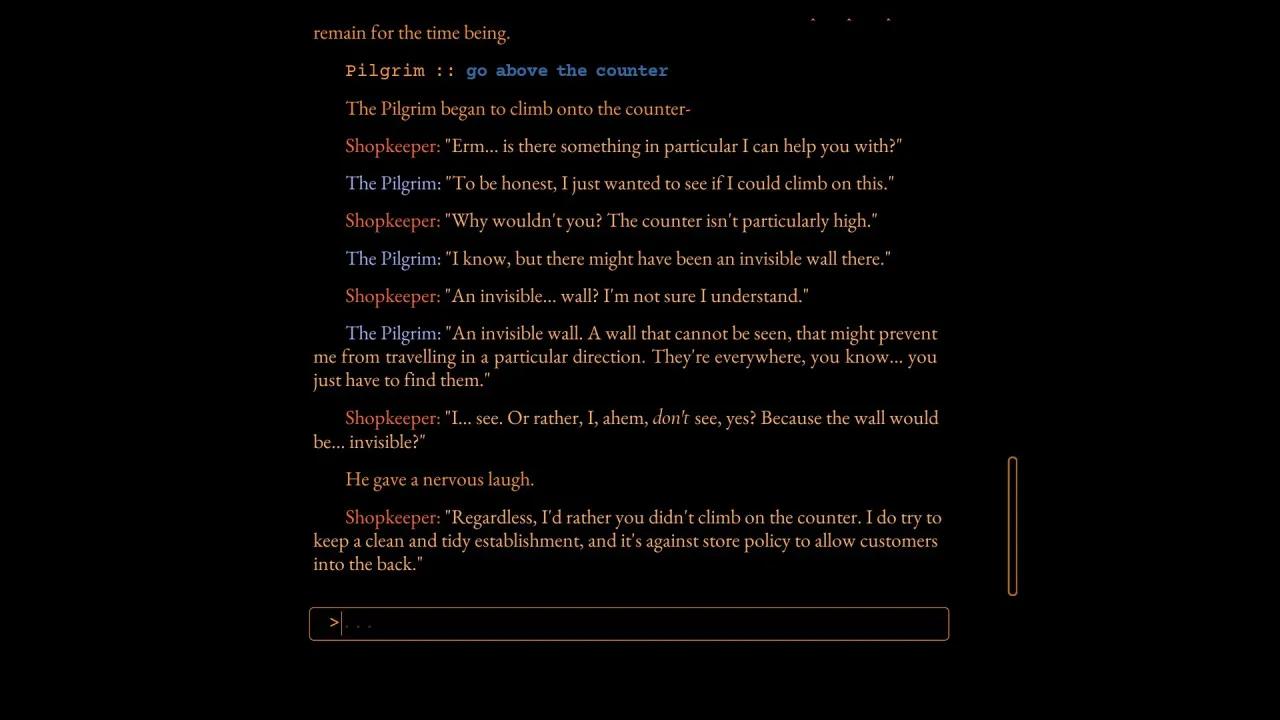 remain for the time being.
Pilgrim :: go above the counter
The Pilgrim began to climb onto the counter-
Shopkeeper: "Erm... is there something in particular I can help you with?"
The Pilgrim: "To be honest, I just wanted to see if I could climb on this."
Shopkeeper: "Why wouldn't you? The counter isn't particularly high."
The Pilgrim: "I know, but there might have been an invisible wall there."
Shopkeeper: "An invisible... wall? I'm not sure I understand."
The Pilgrim: "An invisible wall. A wall that cannot be seen, that might prevent
me from travelling in a particular direction. They're everywhere, you know... you
just have to find them."
Shopkeeper: "I... see. Or rather, I, ahem, don't see, yes? Because the wall would
be... invisible?"
He gave a nervous laugh.
Shopkeeper: "Regardless, I'd rather you didn't climb on the counter. I do try to
keep a clean and tidy establishment, and it's against store policy to allow customers
into the back."
>...